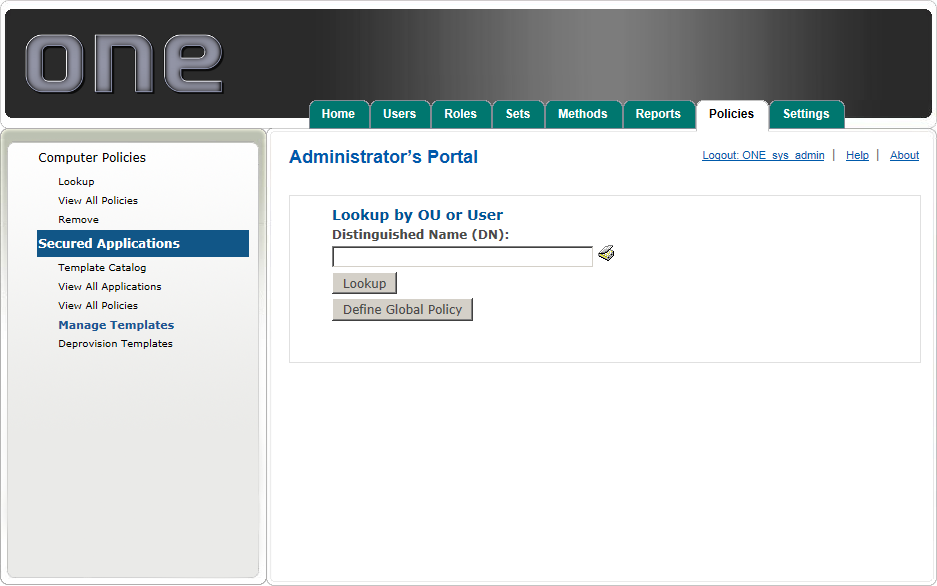 one
Home Users Roles Sets Methods Reports Policies Settings
Computer Policies
Lookup
View All Policies
Remove
Secured Applications
Template Catalog
View All Applications
View All Policies
Manage Templates
Deprovision Templates
Administrator's Portal
Logout: ONE_sys_admin | Help | About
Lookup by OU or User
Distinguished Name (DN):
Lookup
Define Global Policy